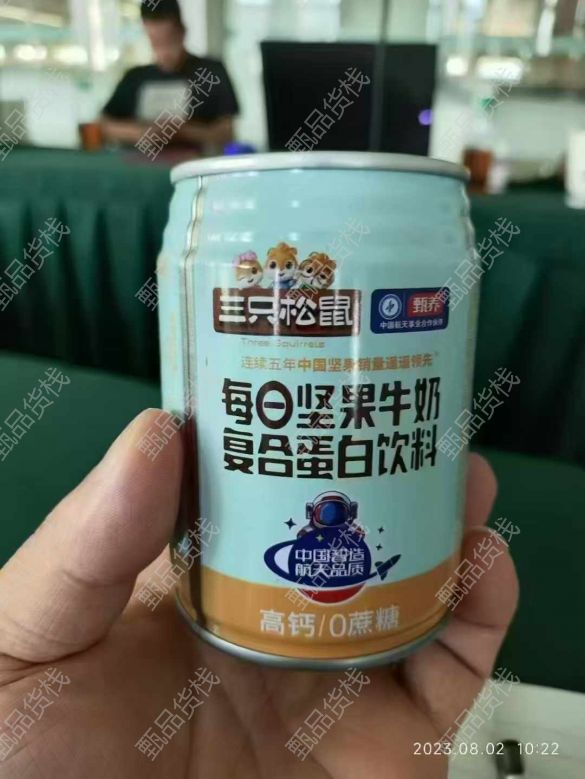 三只松鼠
Three Squirrels
甄养
中国航天事业合作伙伴
连续五年中国坚果销量遥遥领先
每日坚果牛奶
复合蛋白饮料
中国智造
航天品质
高钙/0蔗糖
2023.08.02 10:22
甄品货栈